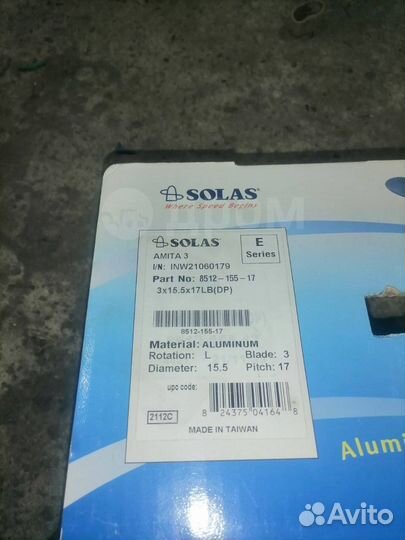 SOLAS®
Where Speed Begins
SOLAS®
E
Series
AMITA 3
I/N: INW21060179
Part No: 8512-155-17
3x15.5x17LB(DP)
8512-155-17
Material: ALUMINUM
Rotation: L Blade: 3
Diameter: 15.5 Pitch: 17
upc code:
8 24375 04164 8
2112C
MADE IN TAIWAN
Alumi
Avito